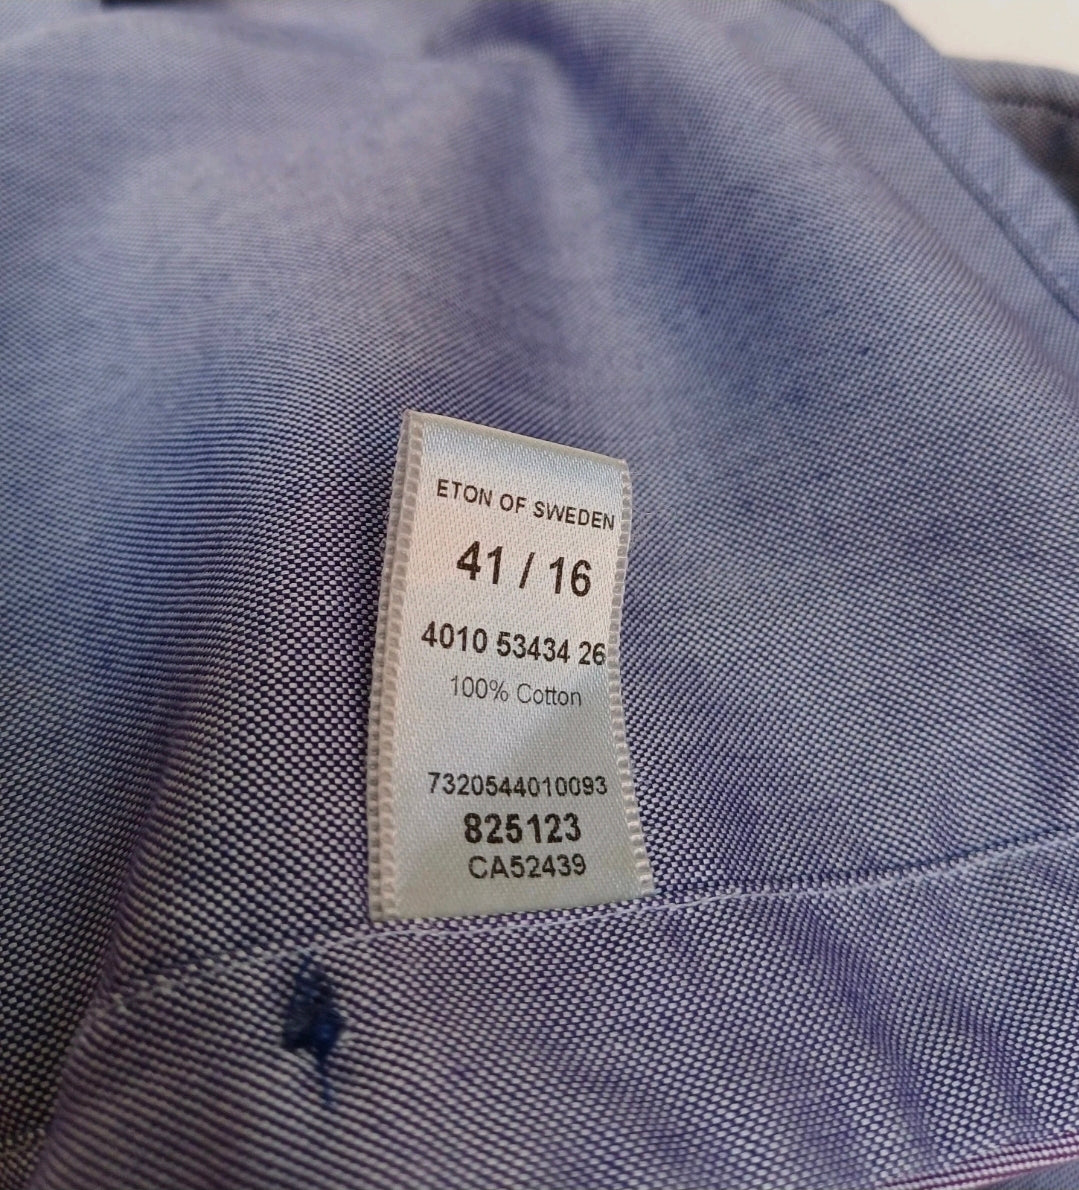 ETON OF SWEDEN
41 / 16
4010 53434 26
100% Cotton
7320544010093
825123
CA52439